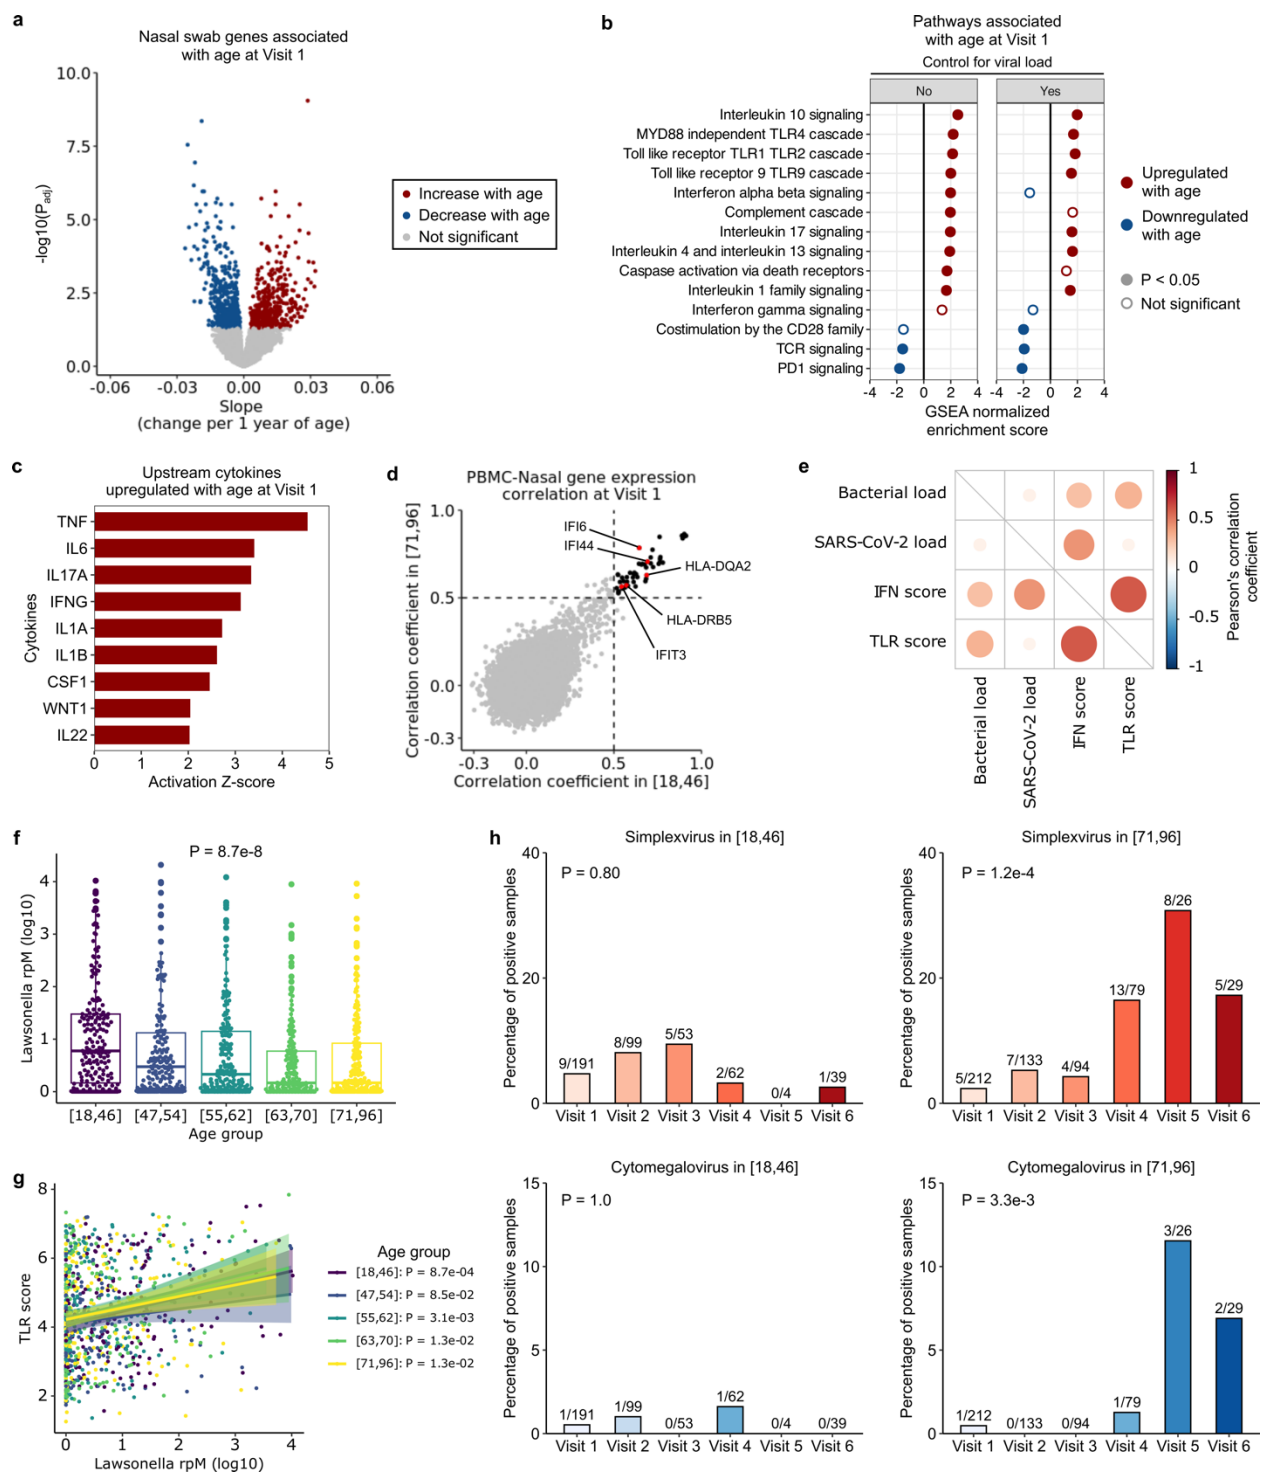 a
Nasal swab genes associated
with age at Visit 1
10.0
7.5
5.0
2.5
0.0
-log10(Padj)
-0.06 -0.03 0.00 0.03 0.06
Slope
(change per 1 year of age)
Increase with age
Decrease with age
Not significant
b
Pathways associated
with age at Visit 1
Control for viral load
No Yes
Interleukin 10 signaling
MYD88 independent TLR4 cascade
Toll like receptor TLR1 TLR2 cascade
Toll like receptor 9 TLR9 cascade
Interferon alpha beta signaling
Complement cascade
Interleukin 17 signaling
Interleukin 4 and interleukin 13 signaling
Caspase activation via death receptors
Interleukin 1 family signaling
Interferon gamma signaling
Costimulation by the CD28 family
TCR signaling
PD1 signaling
-4 -2 0 2 4 -4 -2 0 2 4
GSEA normalized
enrichment score
Upregulated
with age
Downregulated
with age
P < 0.05
Not significant
c
Upstream cytokines
upregulated with age at Visit 1
Cytokines
TNF
IL6
IL17A
IFNG
IL1A
IL1B
CSF1
WNT1
IL22
0 1 2 3 4 5
Activation Z-score
d
PBMC-Nasal gene expression
correlation at Visit 1
Correlation coefficient in [71,96]
1.0
0.5
0.0
-0.3
IFI6
IFI44
HLA-DQA2
HLA-DRB5
IFIT3
-0.3 0.0 0.5 1.0
Correlation coefficient in [18,46]
e
Bacterial load
SARS-CoV-2 load
IFN score
TLR score
Bacterial load
SARS-CoV-2 load
IFN score
TLR score
1
0.5
0
-0.5
-1
Pearson's correlation
coefficient
f
P = 8.7e-8
Lawsonella rpM (log10)
4
3
2
1
0
[18,46] [47,54] [55,62] [63,70] [71,96]
Age group
g
TLR score
8
6
4
2
0 1 2 3 4
Lawsonella rpM (log10)
Age group
[18,46]: P = 8.7e-04
[47,54]: P = 8.5e-02
[55,62]: P = 3.1e-03
[63,70]: P = 1.3e-02
[71,96]: P = 1.3e-02
h
Simplexvirus in [18,46]
P = 0.80
Percentage of positive samples
40
20
0
9/191 8/99 5/53 2/62 0/4 1/39
Visit 1 Visit 2 Visit 3 Visit 4 Visit 5 Visit 6
Simplexvirus in [71,96]
P = 1.2e-4
Percentage of positive samples
40
20
0
5/212 7/133 4/94 13/79 8/26 5/29
Visit 1 Visit 2 Visit 3 Visit 4 Visit 5 Visit 6
Cytomegalovirus in [18,46]
P = 1.0
Percentage of positive samples
15
10
5
0
1/191 1/99 0/53 1/62 0/4 0/39
Visit 1 Visit 2 Visit 3 Visit 4 Visit 5 Visit 6
Cytomegalovirus in [71,96]
P = 3.3e-3
Percentage of positive samples
15
10
5
0
1/212 0/133 0/94 1/79 3/26 2/29
Visit 1 Visit 2 Visit 3 Visit 4 Visit 5 Visit 6